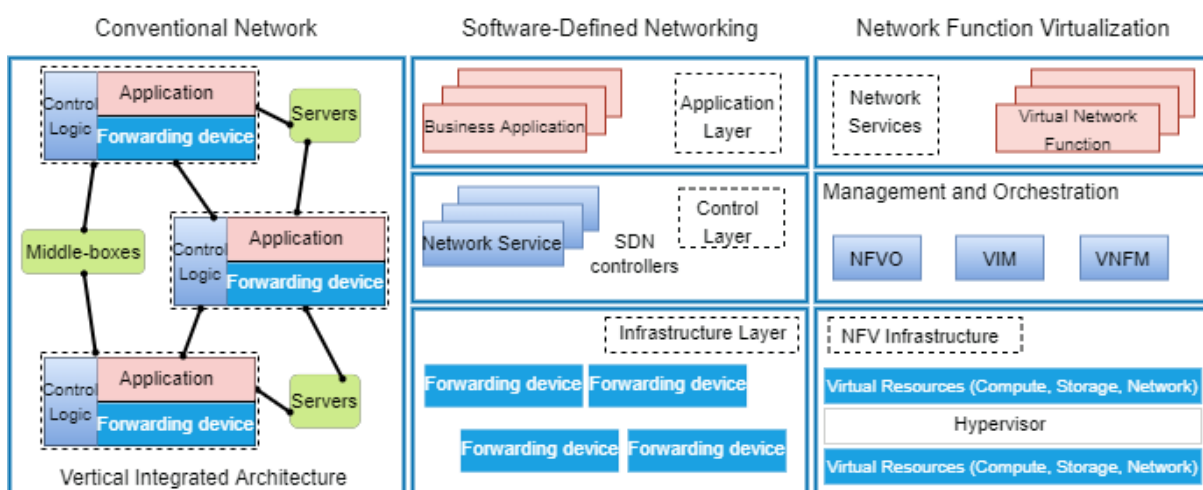 Conventional Network
Software-Defined Networking
Network Function Virtualization
Control
Logic
Application
Forwarding device
Servers
Middle-boxes
Control
Logic
Application
Forwarding device
Control
Logic
Application
Forwarding device
Servers
Vertical Integrated Architecture
Business Application
Application
Layer
Network Service
SDN
controllers
Control
Layer
Infrastructure Layer
Forwarding device
Forwarding device
Forwarding device
Forwarding device
Network
Services
Virtual Network
Function
Management and Orchestration
NFVO
VIM
VNFM
NFV Infrastructure
Virtual Resources (Compute, Storage, Network)
Hypervisor
Virtual Resources (Compute, Storage, Network)